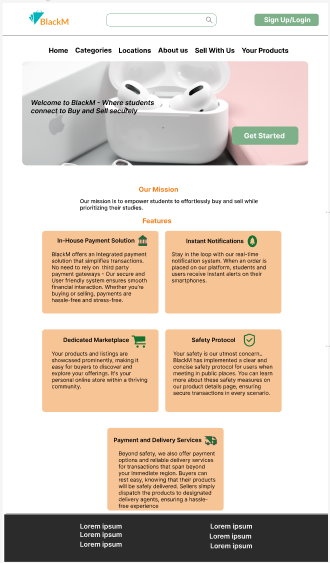 BlackM
Sign Up/Login
Home Categories Locations About us Sell With Us Your Products
Welcome to BlackM - Where students
connect to Buy and Sell securely
Get Started
Our Mission
Our mission is to empower students to effortlessly buy and sell while
prioritizing their studies.
Features
In-House Payment Solution
BlackM offers an integrated payment
solution that simplifies transactions.
No need to rely on third party
payment gateways - Our secure and
User friendly system ensures smooth
financial interaction. Whether you're
buying or selling, payments are
hassle-free and stress-free.
Instant Notifications
Stay in the loop with our real-time
notification system. When an order is
placed on our platform, students and
users receive instant alerts on their
smartphones.
Dedicated Marketplace
Your products and listings are
showcased prominently, making it
easy for buyers to discover and
explore your offerings. It's your
personal online store within a thriving
community.
Safety Protocol
Your safety is our utmost concern..
BlackM has implemented a clear and
concise safety protocol for users when
meeting in public places. You can learn
more about these safety measures on
our product details page, ensuring
secure transactions in every scenario.
Payment and Delivery Services
Beyond safety, we also offer payment
options and reliable delivery services
for transactions that span beyond
your immediate region. Buyers can
rest easy, knowing that their products
will be safely delivered. Sellers simply
dispatch the products to designated
delivery agents, ensuring a hassle-
free experience
Lorem ipsum
Lorem ipsum
Lorem ipsum
Lorem ipsum
Lorem ipsum
Lorem ipsum